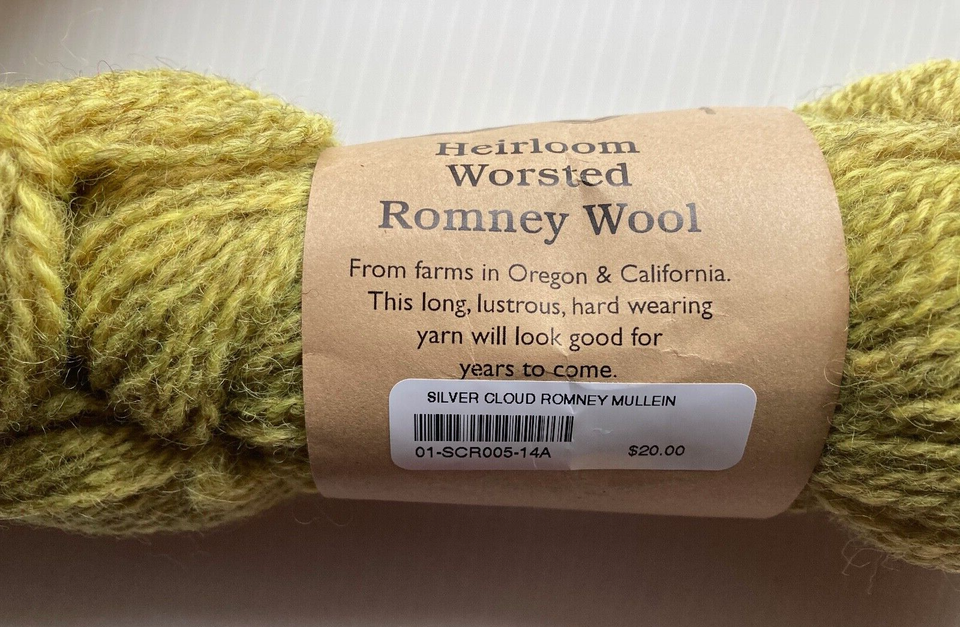 Heirloom
Worsted
Romney Wool
From farms in Oregon & California.
This long, lustrous, hard wearing
yarn will look good for
years to come.
SILVER CLOUD ROMNEY MULLEIN
01-SCR005-14A $20.00